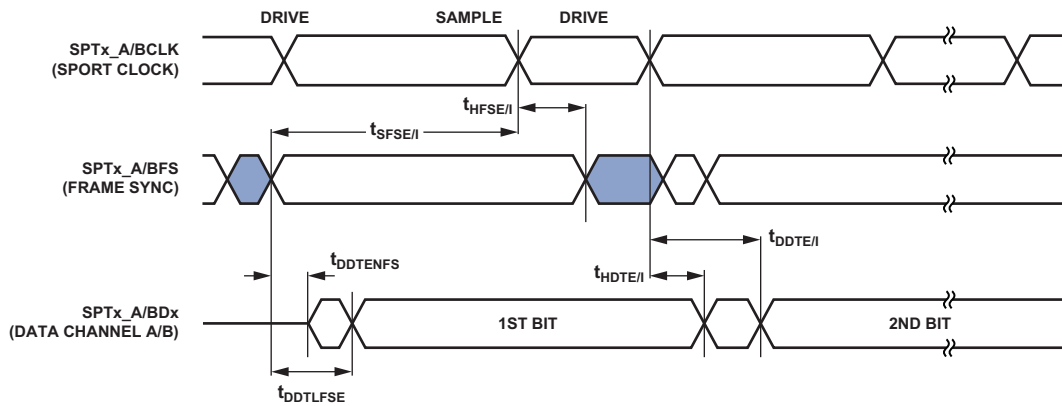 DRIVE SAMPLE DRIVE
SPTx_A/BCLK
(SPORT CLOCK)
tHFSE/I
tSFSE/I
SPTx_A/BFS
(FRAME SYNC)
tDDTE/I
tDDTENFS
tHDTE/I
SPTx_A/BDx
(DATA CHANNEL A/B)
1ST BIT 2ND BIT
tDDTLFSE